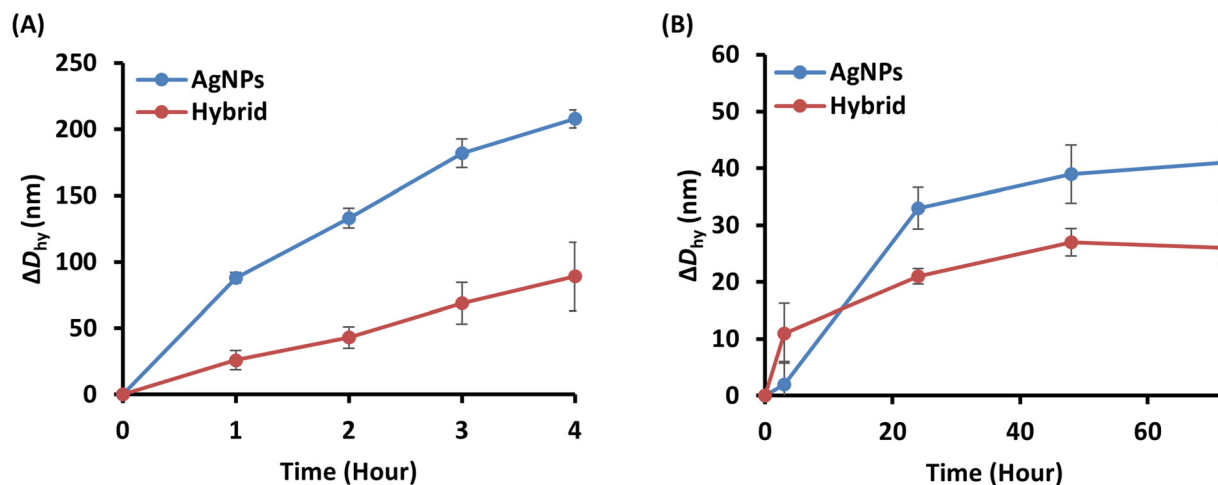 (A)
250
200
150
100
50
0
ΔDhy (nm)
AgNPs
Hybrid
0 1 2 3 4
Time (Hour)
(B)
60
50
40
30
20
10
0
ΔDhy (nm)
AgNPs
Hybrid
0 20 40 60
Time (Hour)